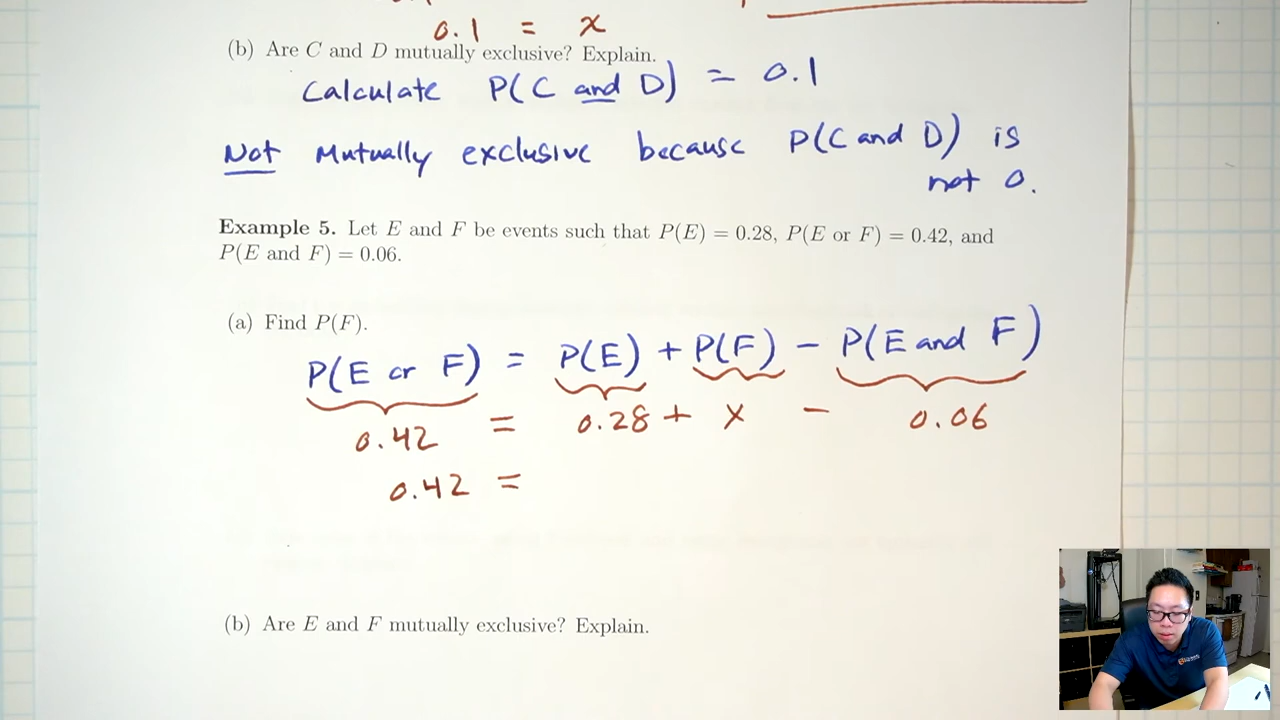 0.1 = x
(b) Are C and D mutually exclusive? Explain.
Calculate P(C and D) = 0.1
Not Mutually exclusive because P(C and D) is
not 0.
Example 5. Let E and F be events such that P(E) = 0.28, P(E or F) = 0.42, and
P(E and F) = 0.06.
(a) Find P(F).
P(E or F) = P(E) + P(F) − P(E and F)
0.42 = 0.28 + x − 0.06
0.42 =
(b) Are E and F mutually exclusive? Explain.